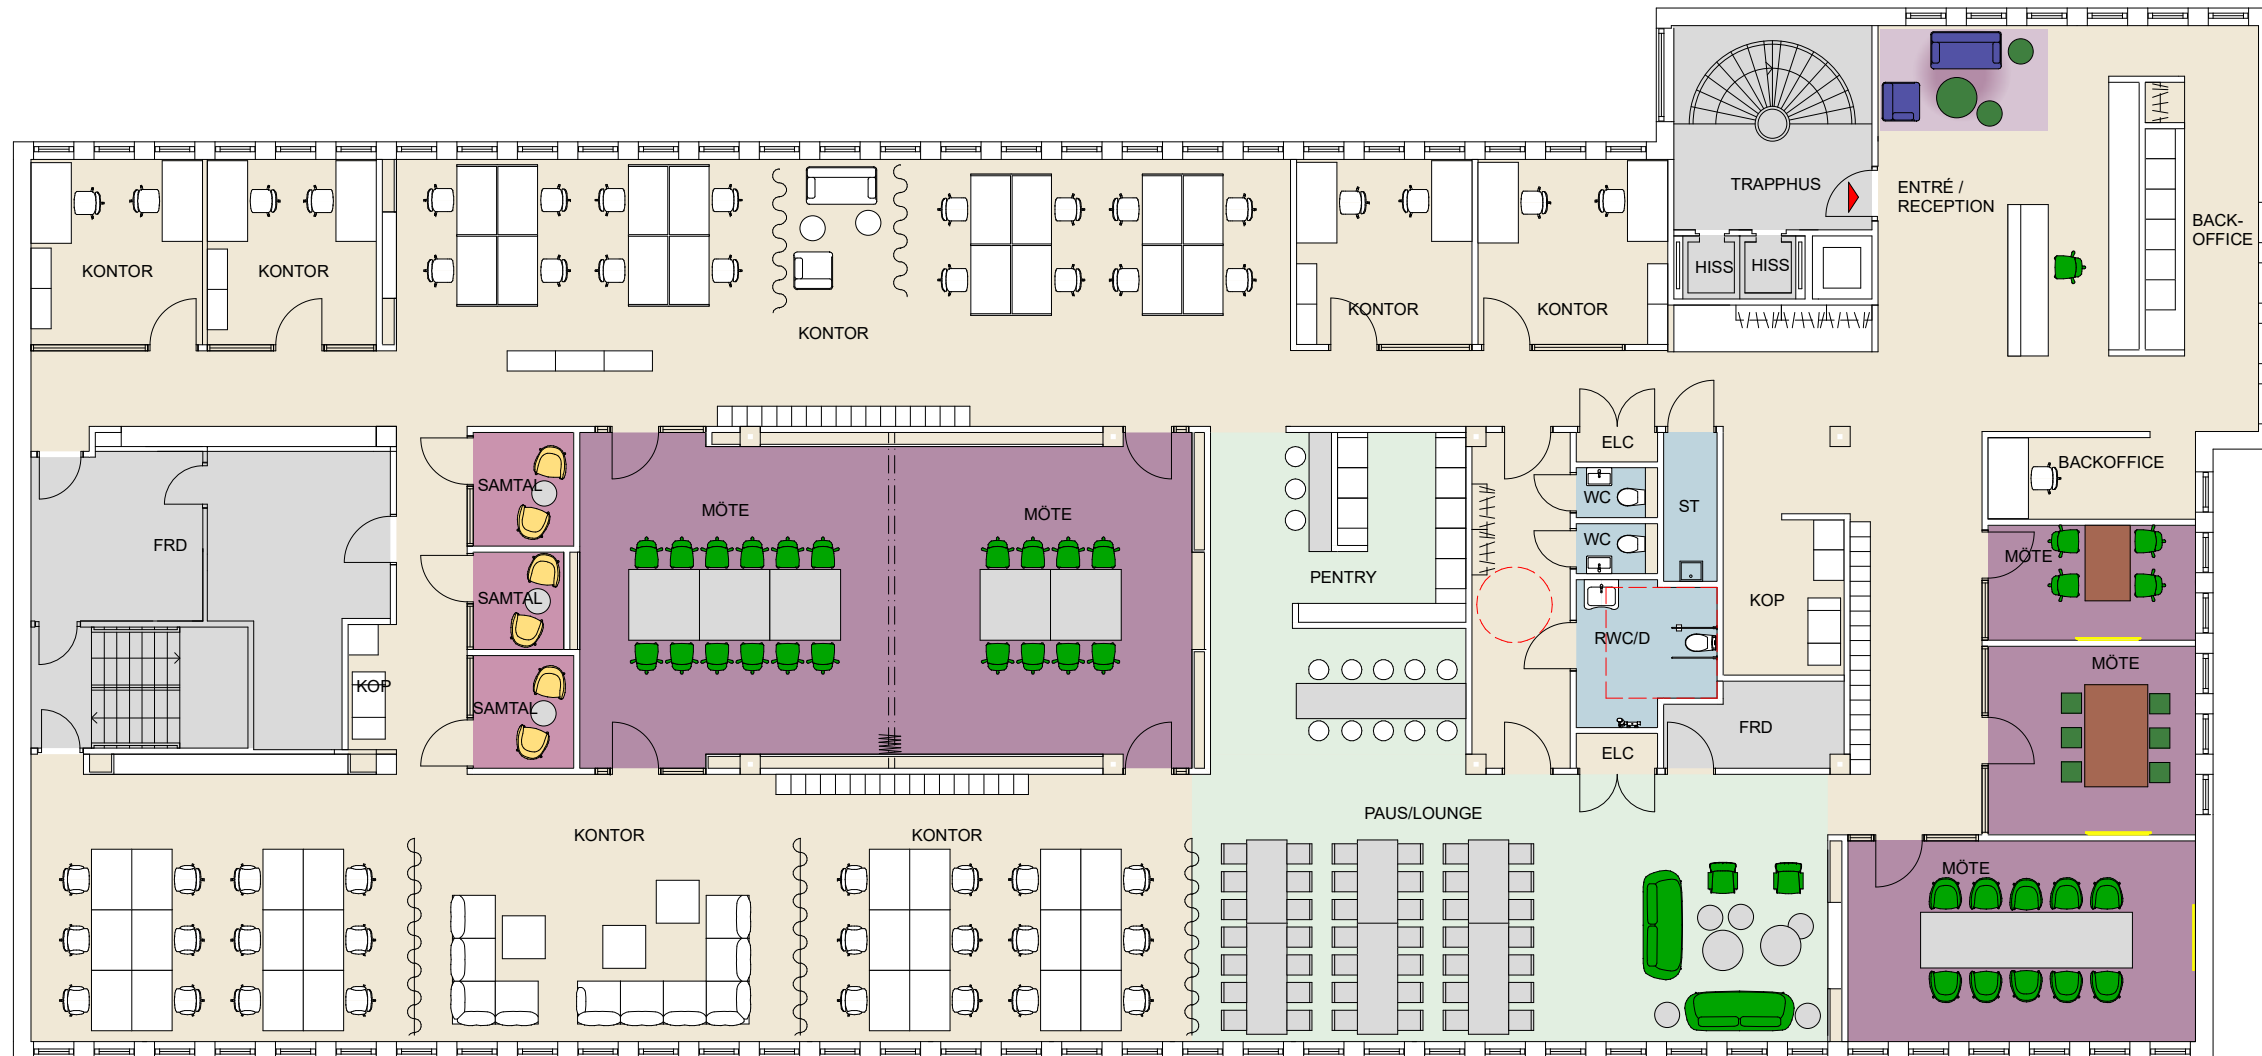 TRAPPHUS
ENTRÉ /
RECEPTION
BACK-
OFFICE
HISS
HISS
KONTOR
KONTOR
KONTOR
KONTOR
KONTOR
ELC
BACKOFFICE
SAMTAL
MÖTE
MÖTE
WC
ST
FRD
WC
MÖTE
PENTRY
SAMTAL
KOP
RWC/D
MÖTE
KOP
SAMTAL
FRD
ELC
PAUS/LOUNGE
KONTOR
KONTOR
MÖTE